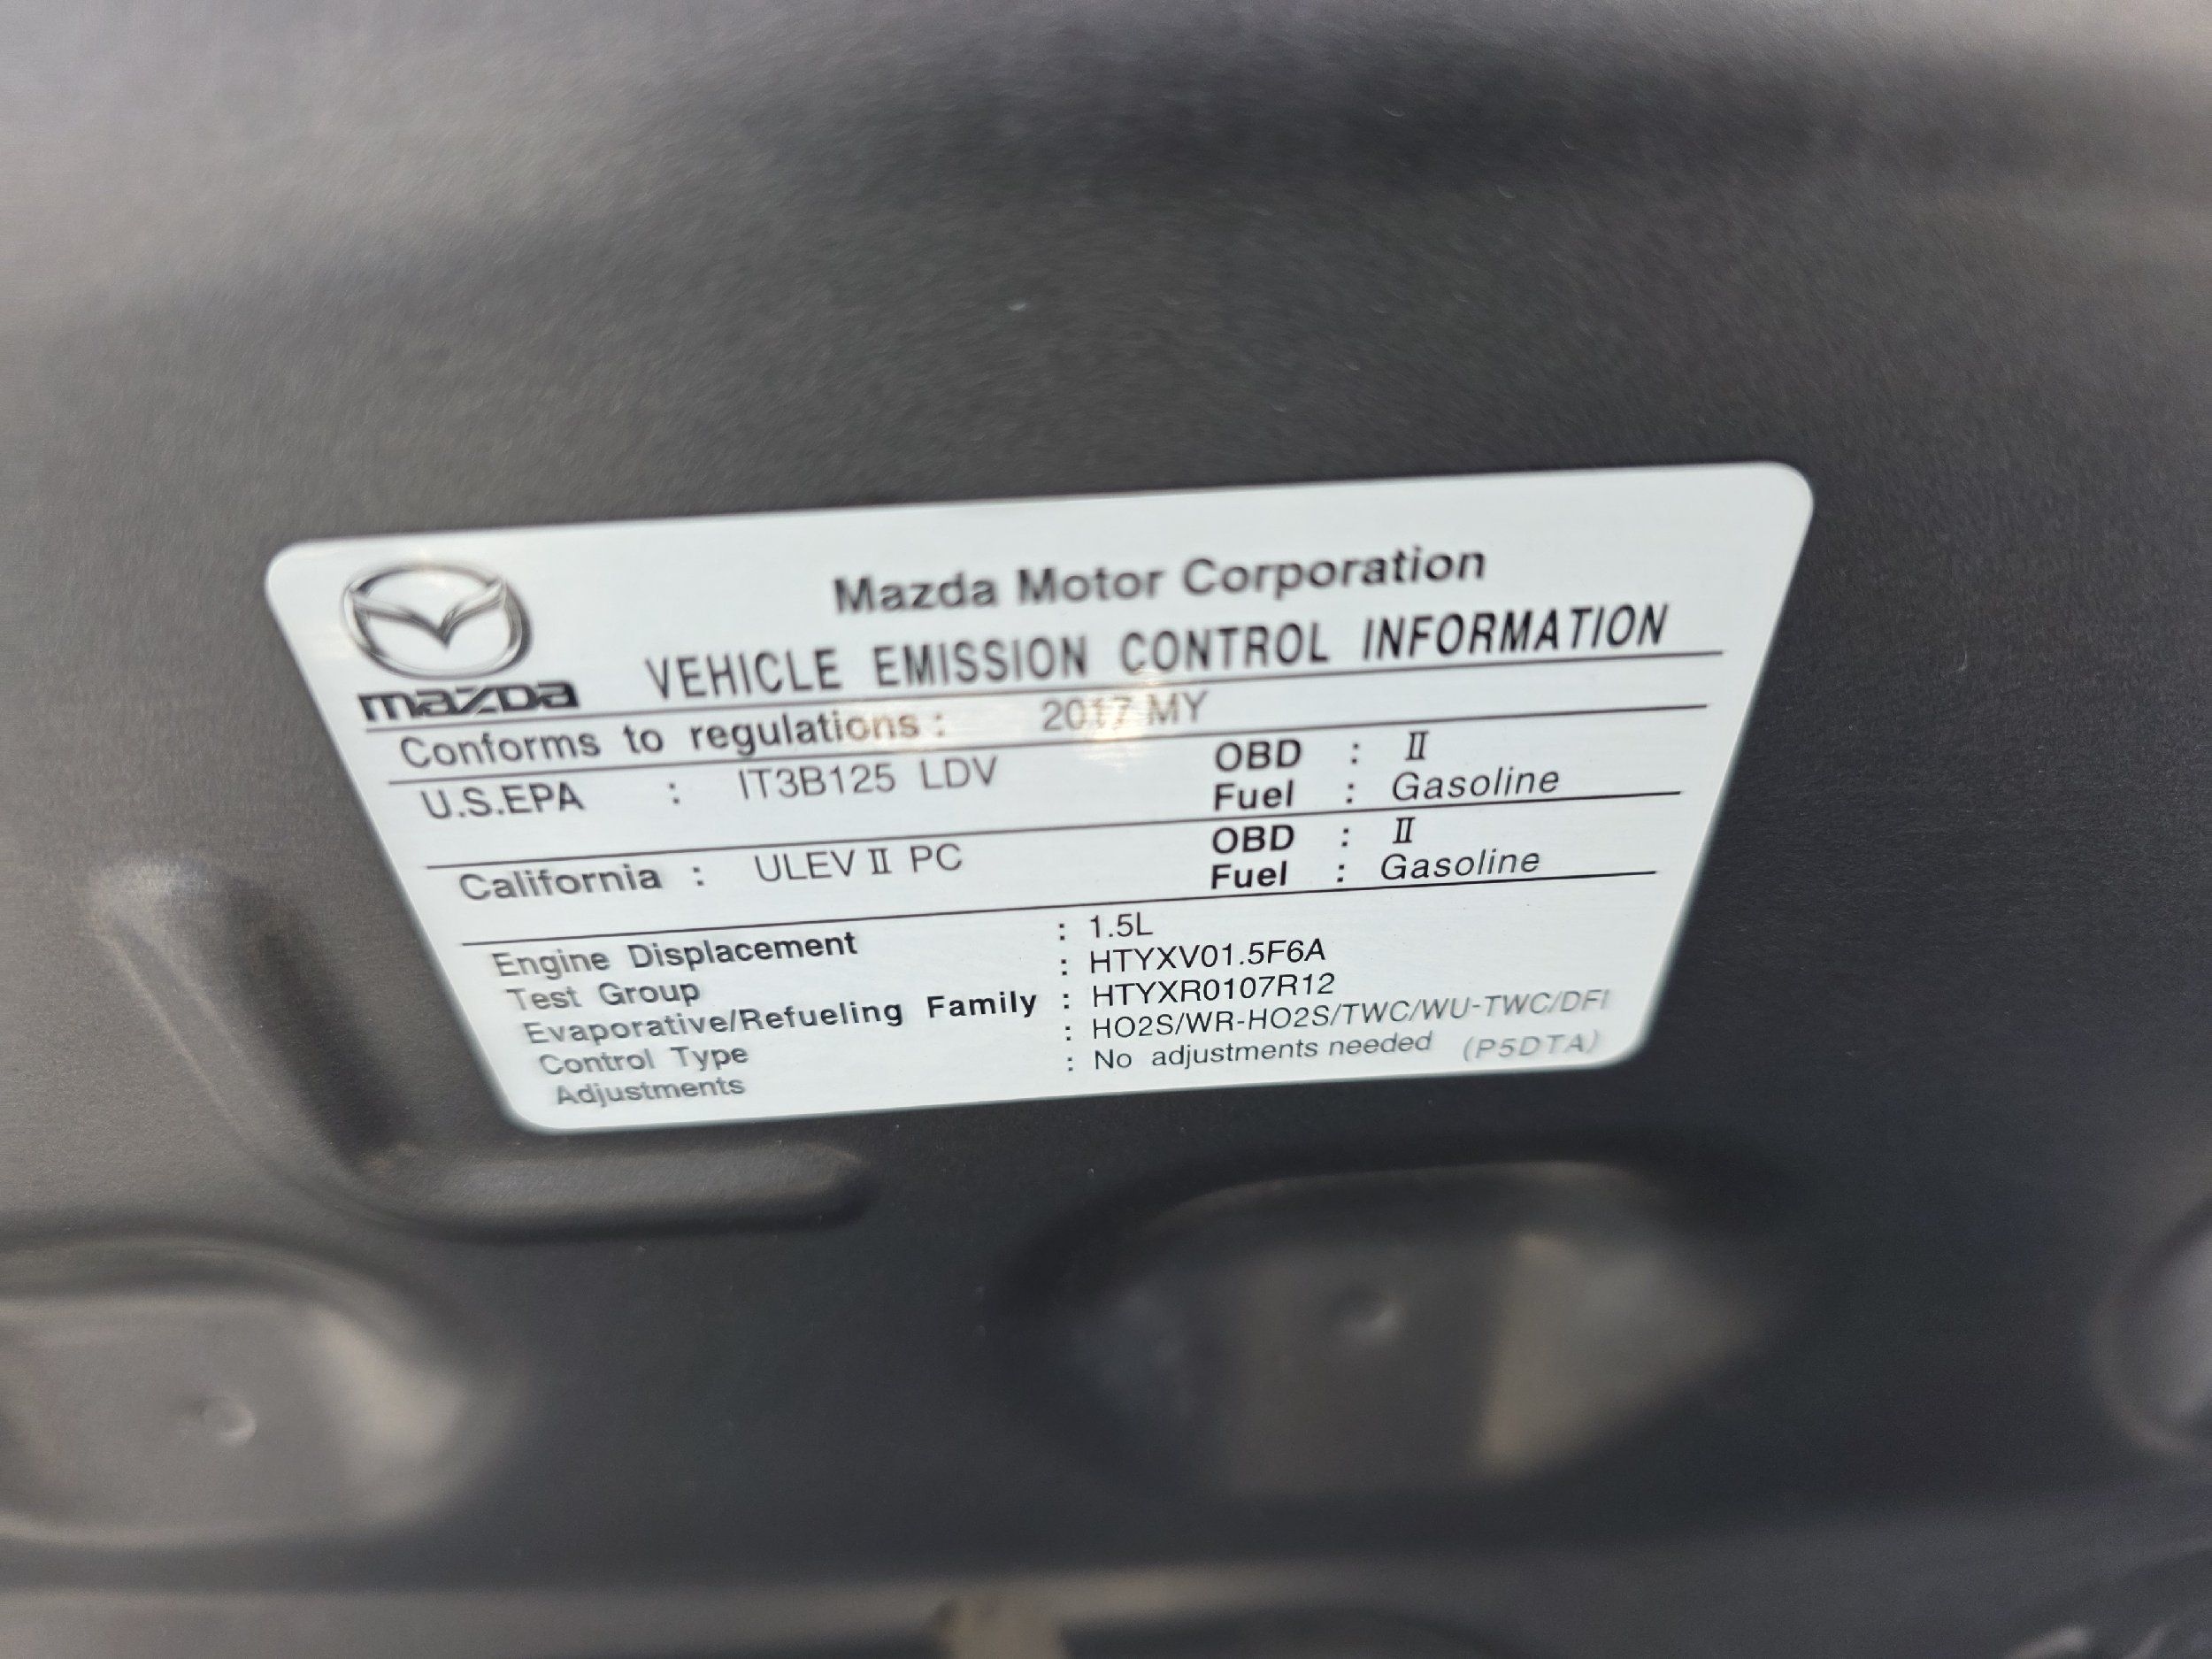 Mazda Motor Corporation
mazda VEHICLE EMISSION CONTROL INFORMATION
Conforms to regulations : 2017 MY
U.S.EPA : IT3B125 LDV OBD : II
Fuel : Gasoline
California : ULEV II PC OBD : II
Fuel : Gasoline
Engine Displacement : 1.5L
Test Group : HTYXV01.5F6A
Evaporative/Refueling Family : HTYXR0107R12
Control Type : HO2S/WR-HO2S/TWC/WU-TWC/DFI
Adjustments : No adjustments needed (P5DTA)